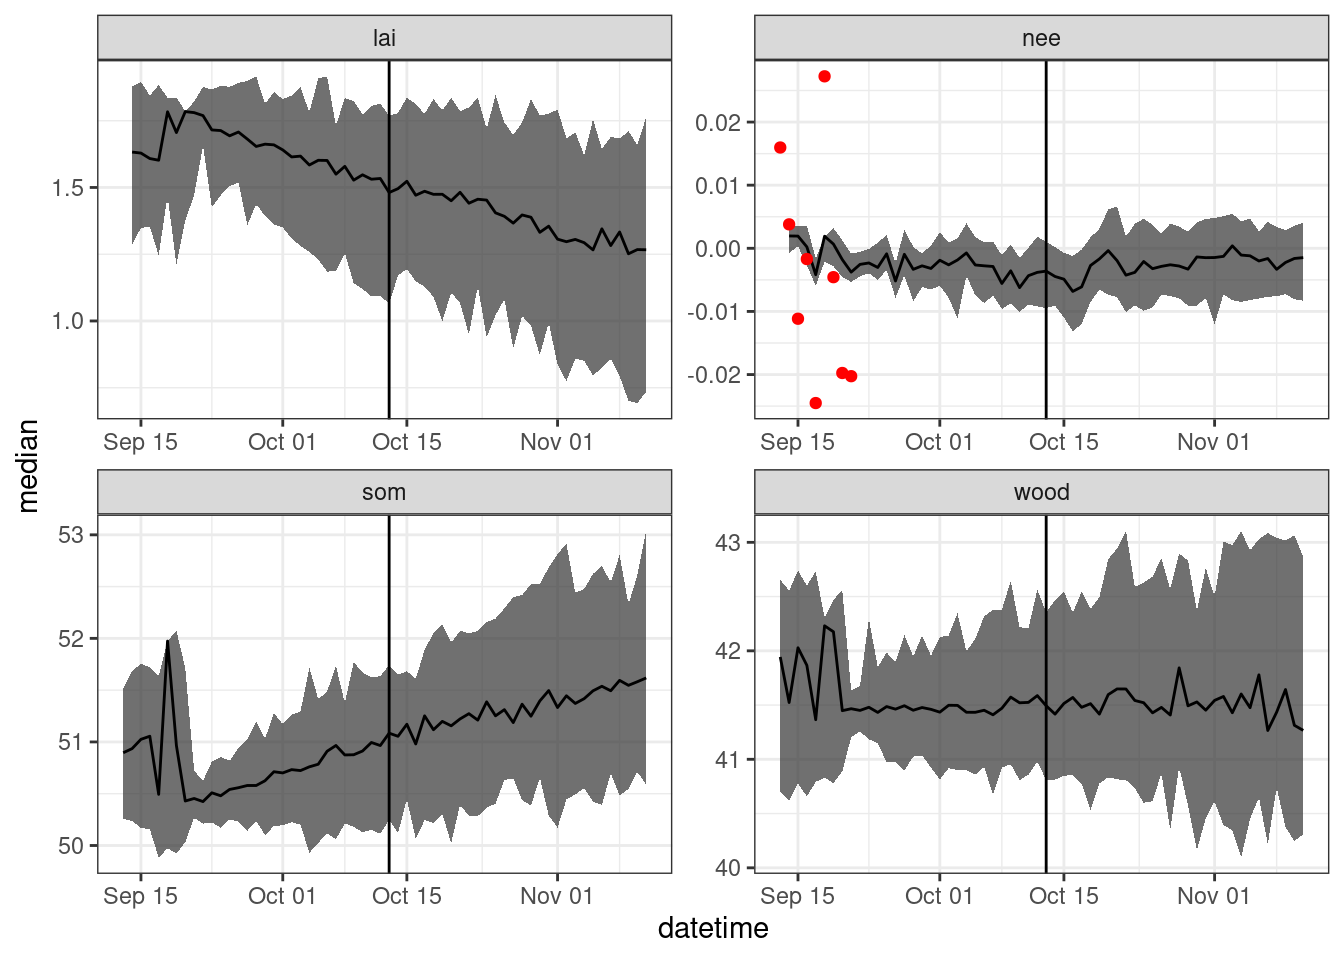 lai
nee
1.5
1.0
0.02
0.01
0.00
-0.01
-0.02
Sep 15 Oct 01 Oct 15 Nov 01
Sep 15 Oct 01 Oct 15 Nov 01
median
som
wood
53
52
51
50
43
42
41
40
Sep 15 Oct 01 Oct 15 Nov 01
Sep 15 Oct 01 Oct 15 Nov 01
datetime